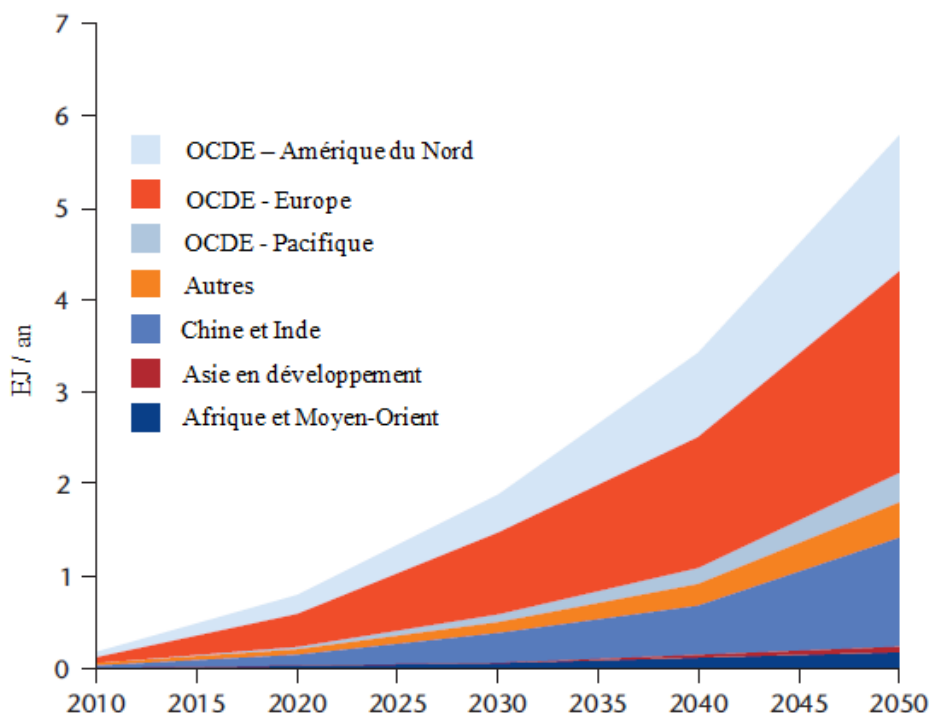 7
6
5
4
3
2
1
0
EJ / an
OCDE – Amérique du Nord
OCDE - Europe
OCDE - Pacifique
Autres
Chine et Inde
Asie en développement
Afrique et Moyen-Orient
2010 2015 2020 2025 2030 2035 2040 2045 2050